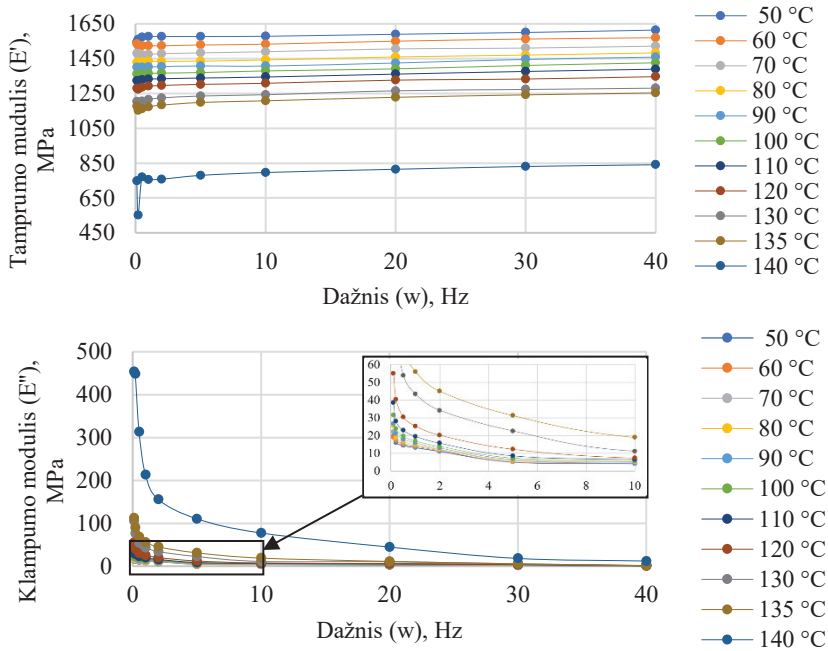 Tamprumo mudulis (E'),
MPa
1650
1450
1250
1050
850
650
450
0
10
20
30
40
Dažnis (w), Hz
50 °C
60 °C
70 °C
80 °C
90 °C
100 °C
110 °C
120 °C
130 °C
135 °C
140 °C
Klampumo modulis (E"),
MPa
500
400
300
200
100
0
0
10
20
30
40
Dažnis (w), Hz
60
50
40
30
20
10
0
0
2
4
6
8
10
50 °C
60 °C
70 °C
80 °C
90 °C
100 °C
110 °C
120 °C
130 °C
135 °C
140 °C